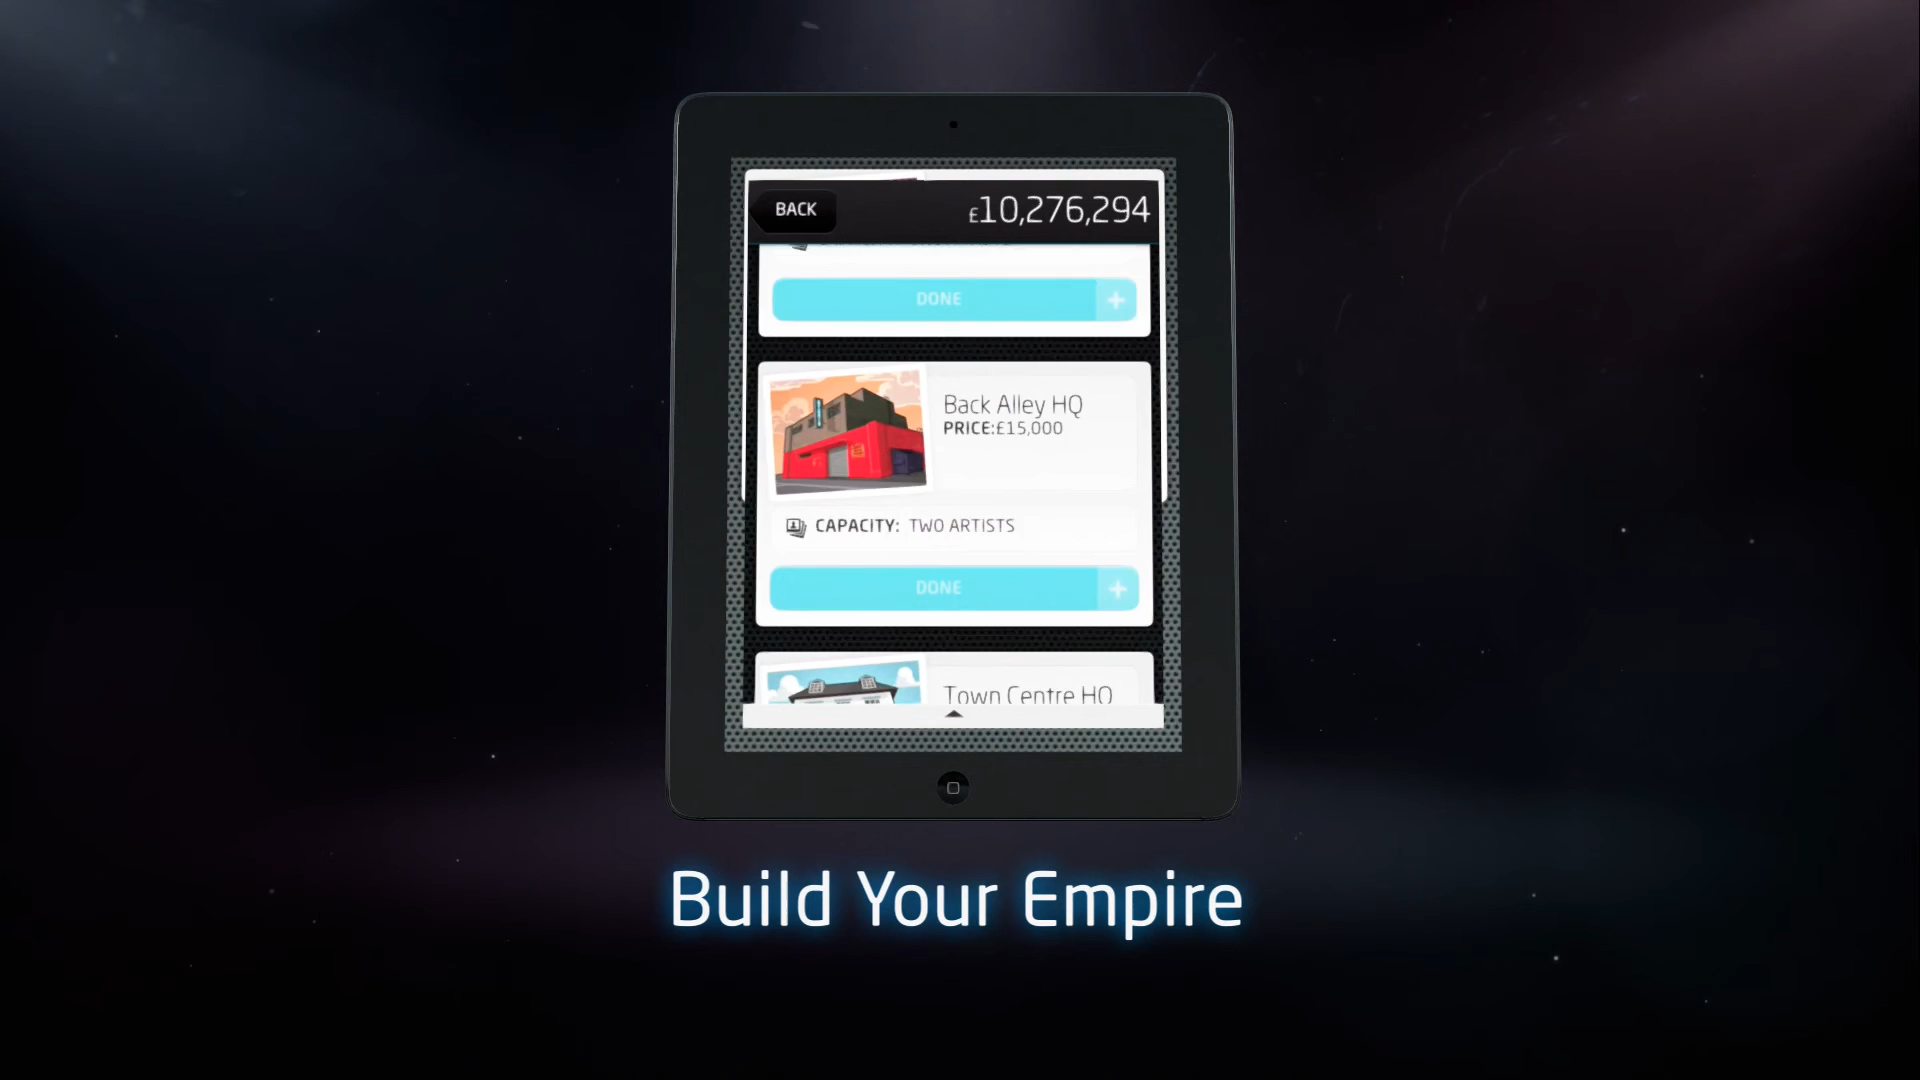 BACK
£10,276,294
DONE
Back Alley HQ
PRICE:£15,000
CAPACITY: TWO ARTISTS
DONE
Town Centre HQ
Build Your Empire